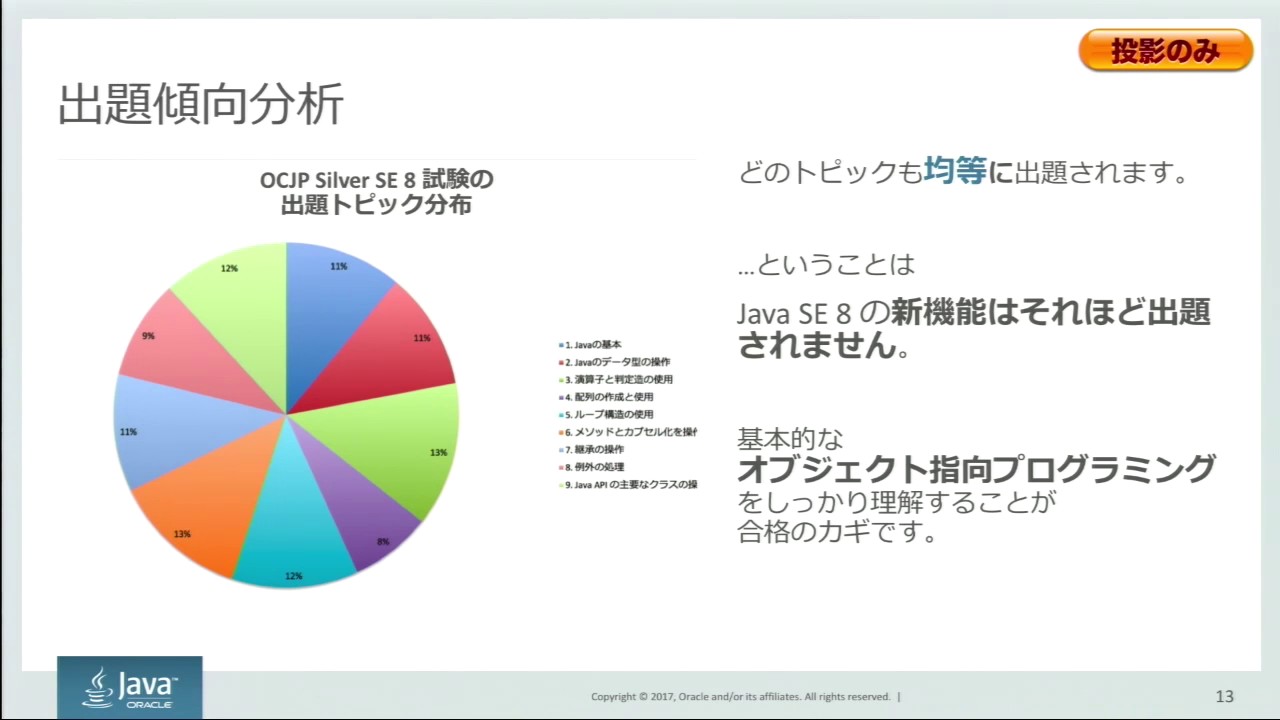 投影のみ
出題傾向分析
OCJP Silver SE 8 試験の
出題トピック分布
12%
11%
9%
11%
11%
13%
13%
8%
12%
1. Javaの基本
2. Javaのデータ型の操作
3. 演算子と判定造の使用
4. 配列の作成と使用
5. ループ構造の使用
6. メソッドとカプセル化を操作
7. 継承の操作
8. 例外の処理
9. Java API の主要なクラスの操
どのトピックも均等に出題されます。
…ということは
Java SE 8 の新機能はそれほど出題
されません。
基本的な
オブジェクト指向プログラミング
をしっかり理解することが
合格のカギです。
Java™
ORACLE
Copyright © 2017, Oracle and/or its affiliates. All rights reserved. |
13